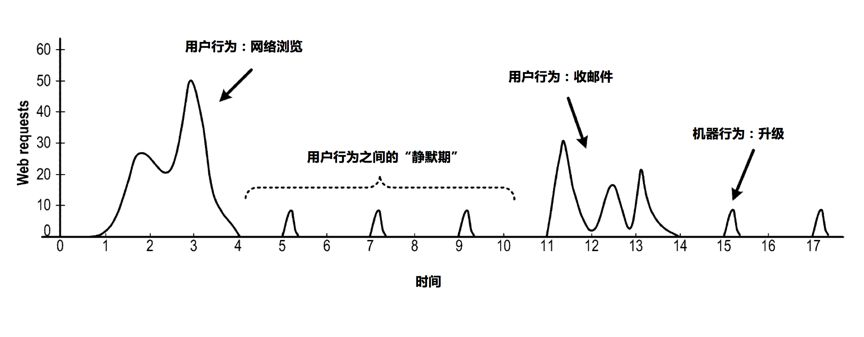 用户行为：网络浏览
用户行为：收邮件
机器行为：升级
用户行为之间的“静默期”
Web requests
60
50
40
30
20
10
0
0 1 2 3 4 5 6 7 8 9 10 11 12 13 14 15 16 17
时间